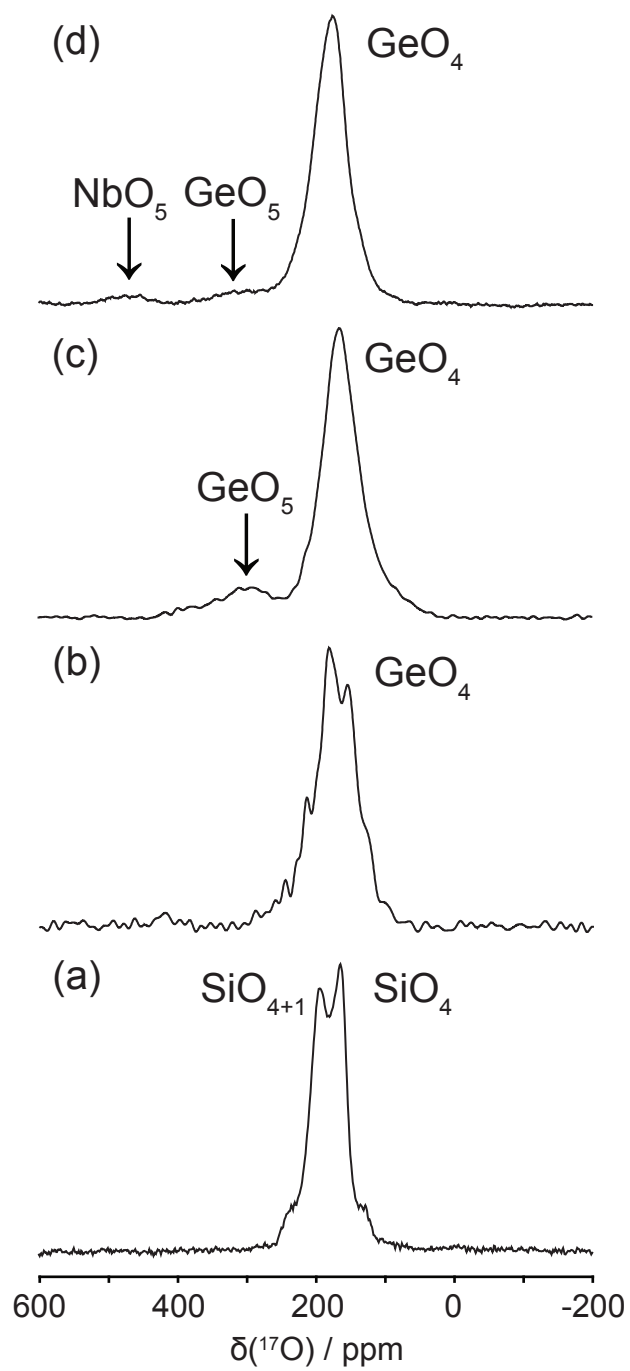 (d)
GeO₄
NbO₅ GeO₅
(c)
GeO₄
GeO₅
(b)
GeO₄
(a)
SiO₄₊₁ SiO₄
600 400 200 0 -200
δ(¹⁷O) / ppm